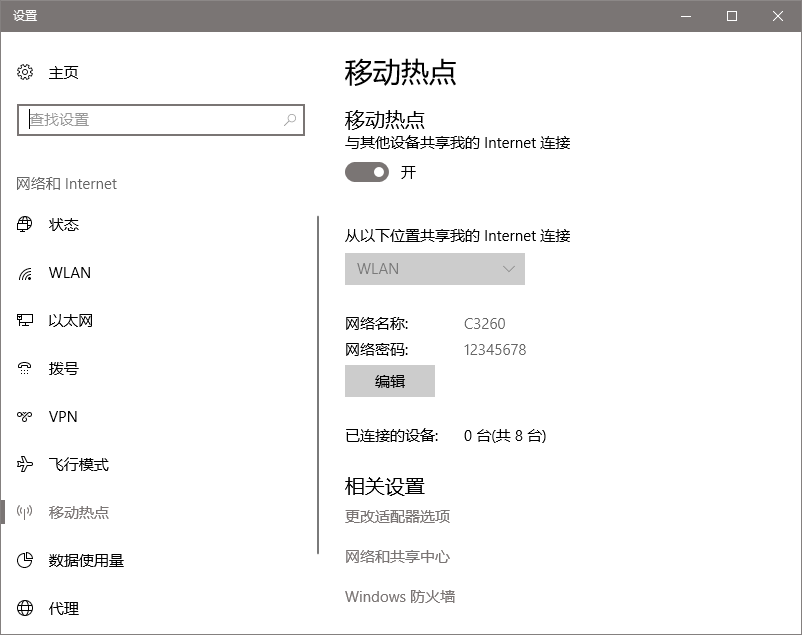 设置
主页
查找设置
网络和 Internet
状态
WLAN
以太网
拨号
VPN
飞行模式
移动热点
数据使用量
代理
移动热点
移动热点
与其他设备共享我的 Internet 连接
开
从以下位置共享我的 Internet 连接
WLAN
网络名称: C3260
网络密码: 12345678
编辑
已连接的设备: 0 台(共 8 台)
相关设置
更改适配器选项
网络和共享中心
Windows 防火墙